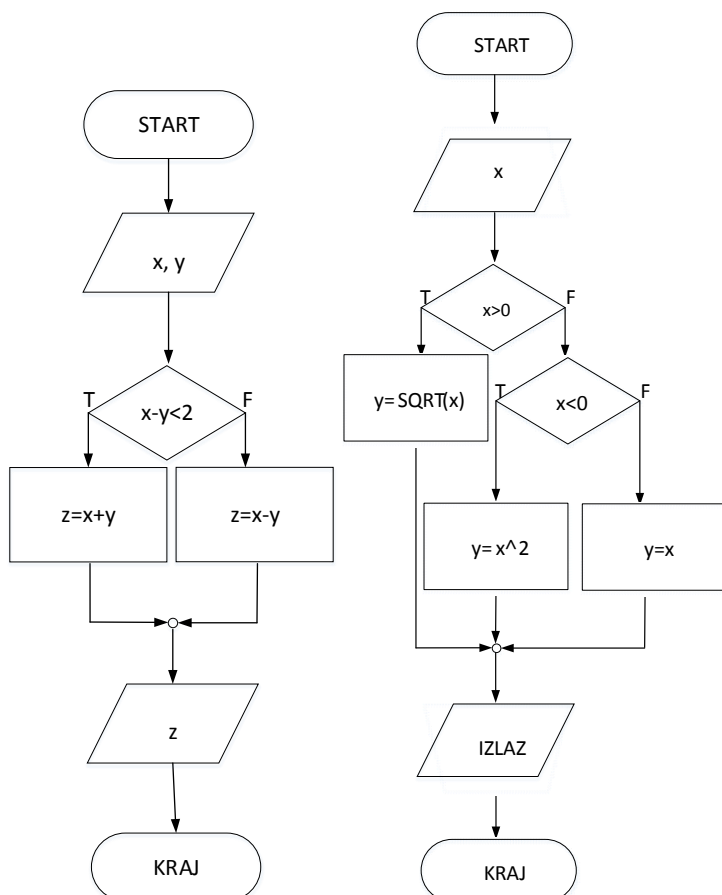 START
x, y
T
F
x-y<2
z=x+y
z=x-y
z
KRAJ
START
x
T
F
x>0
y=SQRT(x)
T
F
x<0
y=x^2
y=x
IZLAZ
KRAJ